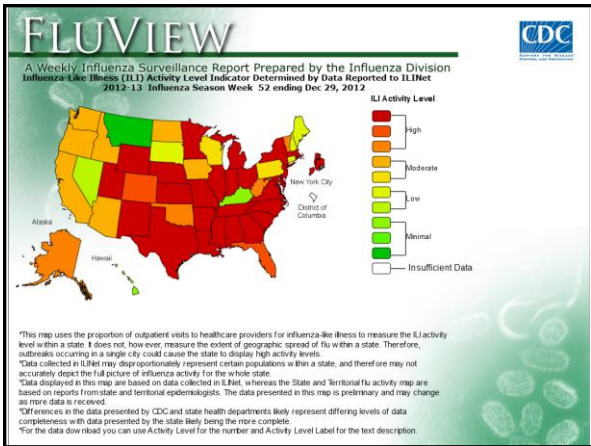 FLUVIEW
CDC
CENTERS FOR DISEASE
CONTROL AND PREVENTION
A Weekly Influenza Surveillance Report Prepared by the Influenza Division
Influenza-Like Illness (ILI) Activity Level Indicator Determined by Data Reported to ILINet
2012-13 Influenza Season Week 52 ending Dec 29, 2012
ILI Activity Level
High
Moderate
Low
Minimal
Insufficient Data
New York City
District of
Columbia
Alaska
Hawaii
*This map uses the proportion of outpatient visits to healthcare providers for influenza-like illness to measure the ILI activity
level within a state. It does not, how ever, measure the extent of geographic spread of flu within a state. Therefore,
outbreaks occurring in a single city could cause the state to display high activity levels.
*Data collected in ILINet may disproportionately represent certain populations within a state, and therefore may not
accurately depict the full picture of influenza activity for the whole state.
*Data displayed in this map are based on data collected in ILINet, whereas the State and Territorial flu activity map are
based on reports from state and territorial epidemiologists. The data presented in this map is preliminary and may change
as more data is received.
*Differences in the data presented by CDC and state health departments likely represent differing levels of data
completeness with data presented by the state likely being the more complete.
*For the data dow nload you can use Activity Level for the number and Activity Level Label for the text description.